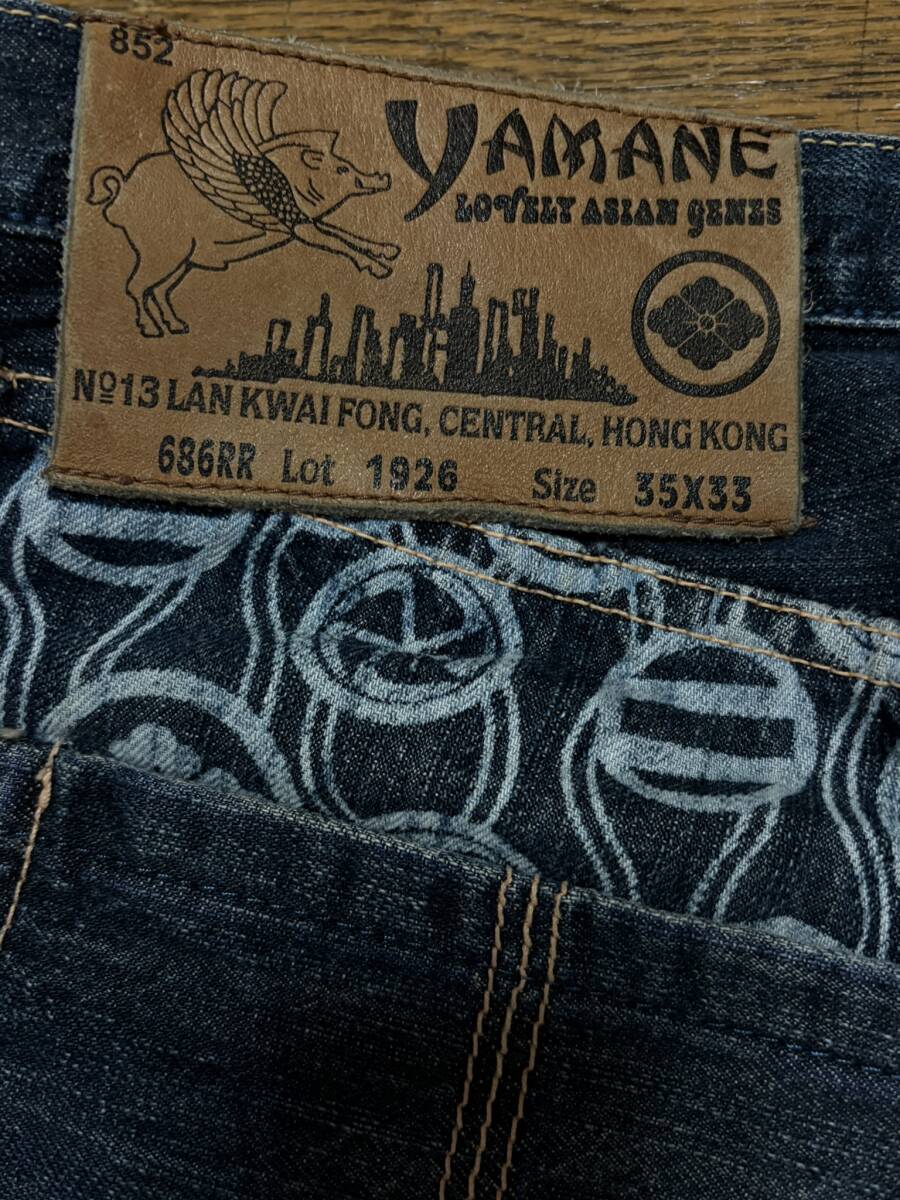 852
YAMANE
LOVELY ASIAN GENES
Nº13 LAN KWAI FONG, CENTRAL, HONG KONG
686RR Lot 1926 Size 35X33